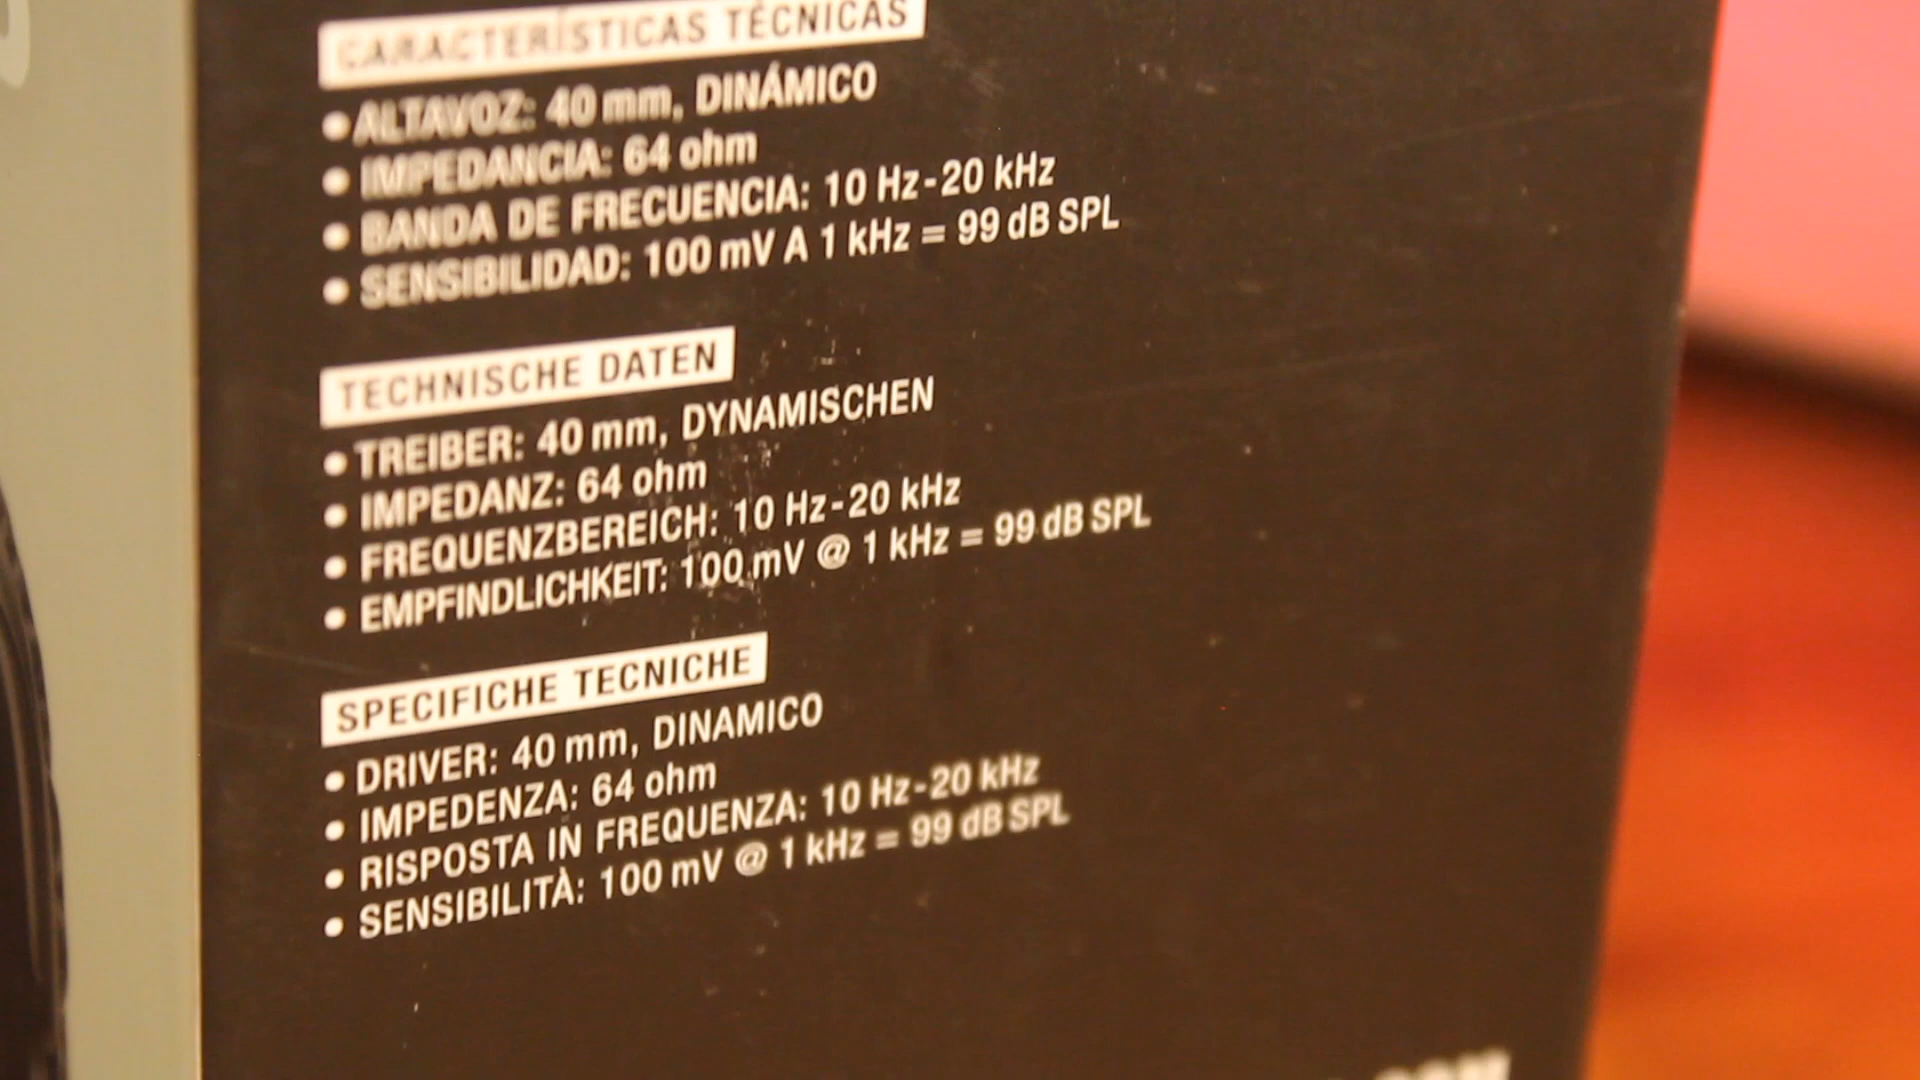 CARACTERÍSTICAS TÉCNICAS
• ALTAVOZ: 40 mm, DINÁMICO
• IMPEDANCIA: 64 ohm
• BANDA DE FRECUENCIA: 10 Hz-20 kHz
• SENSIBILIDAD: 100 mV A 1 kHz = 99 dB SPL
TECHNISCHE DATEN
• TREIBER: 40 mm, DYNAMISCHEN
• IMPEDANZ: 64 ohm
• FREQUENZBEREICH: 10 Hz-20 kHz
• EMPFINDLICHKEIT: 100 mV @ 1 kHz = 99 dB SPL
SPECIFICHE TECNICHE
• DRIVER: 40 mm, DINAMICO
• IMPEDENZA: 64 ohm
• RISPOSTA IN FREQUENZA: 10 Hz-20 kHz
• SENSIBILITÀ: 100 mV @ 1 kHz = 99 dB SPL